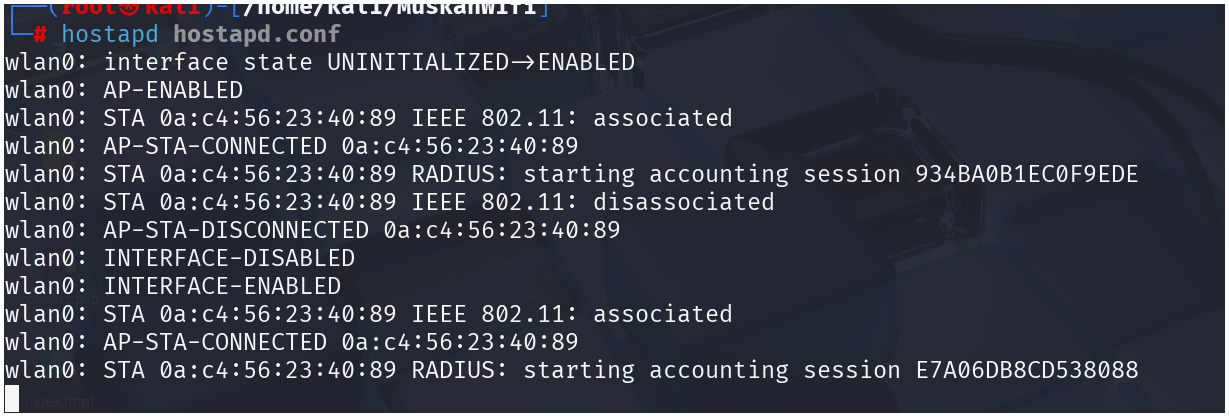 ┌──(root㉿kali)-[/home/kali/MuskanWifi]
└─# hostapd hostapd.conf
wlan0: interface state UNINITIALIZED->ENABLED
wlan0: AP-ENABLED
wlan0: STA 0a:c4:56:23:40:89 IEEE 802.11: associated
wlan0: AP-STA-CONNECTED 0a:c4:56:23:40:89
wlan0: STA 0a:c4:56:23:40:89 RADIUS: starting accounting session 934BA0B1EC0F9EDE
wlan0: STA 0a:c4:56:23:40:89 IEEE 802.11: disassociated
wlan0: AP-STA-DISCONNECTED 0a:c4:56:23:40:89
wlan0: INTERFACE-DISABLED
wlan0: INTERFACE-ENABLED
wlan0: STA 0a:c4:56:23:40:89 IEEE 802.11: associated
wlan0: AP-STA-CONNECTED 0a:c4:56:23:40:89
wlan0: STA 0a:c4:56:23:40:89 RADIUS: starting accounting session E7A06DB8CD538088
index.html